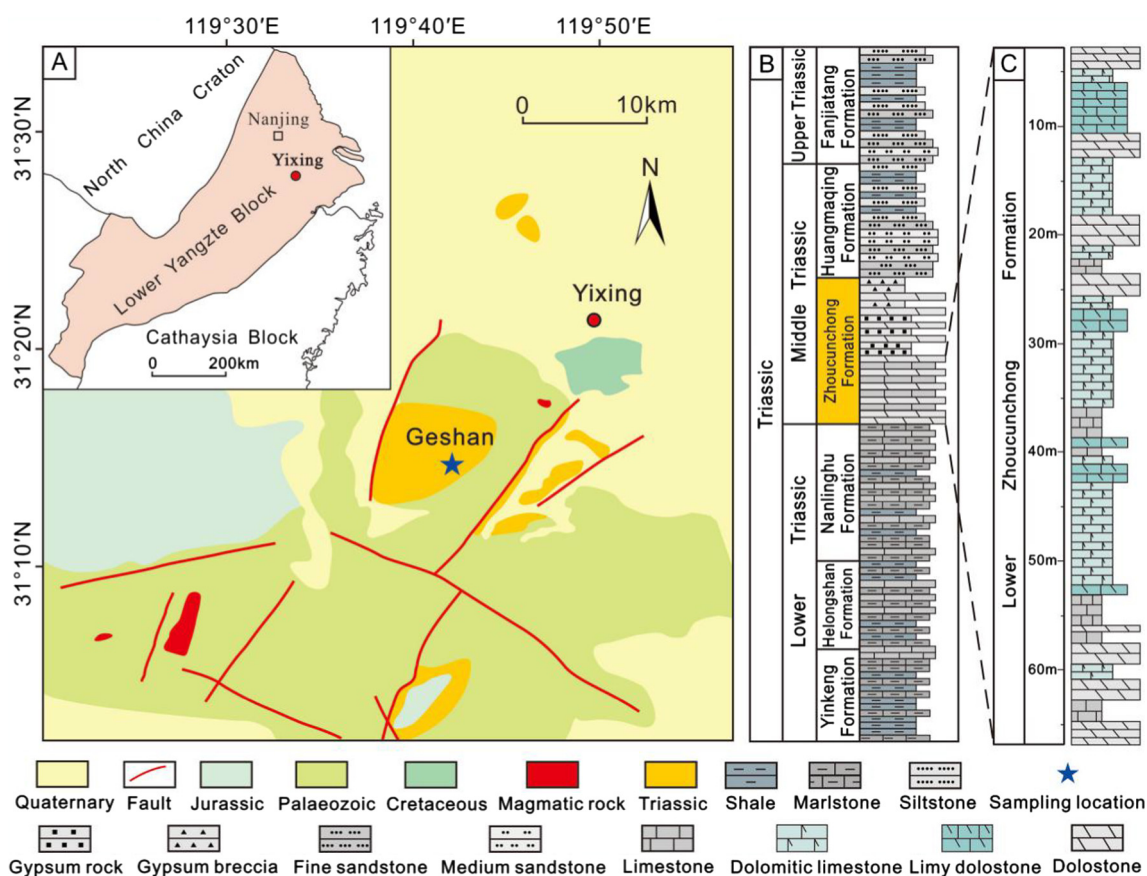 119°30′E 119°40′E 119°50′E
A
B
C
North China Craton
Nanjing
Yixing
Lower Yangzte Block
Cathaysia Block
0 200km
0 10km
N
31°30′N
31°20′N
31°10′N
Yixing
Geshan
Triassic
Upper Triassic
Middle Triassic
Lower Triassic
Fanjiatang Formation
Huangmaqing Formation
Zhoucunchong Formation
Nanlinghu Formation
Helongshan Formation
Yinkeng Formation
Lower Zhoucunchong Formation
10m
20m
30m
40m
50m
60m
Quaternary Fault Jurassic Palaeozoic Cretaceous Magmatic rock Triassic Shale Marlstone Siltstone Sampling location
Gypsum rock Gypsum breccia Fine sandstone Medium sandstone Limestone Dolomitic limestone Limy dolostone Dolostone